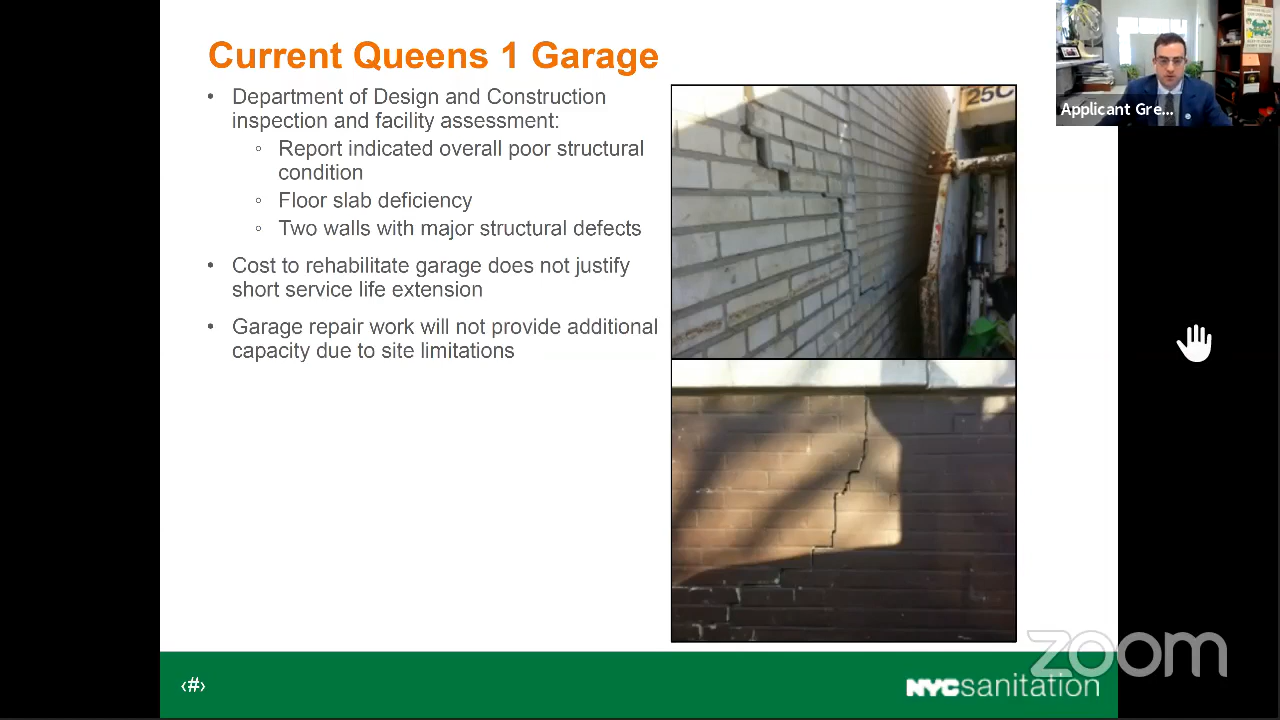 Current Queens 1 Garage
• Department of Design and Construction
inspection and facility assessment:
◦ Report indicated overall poor structural
condition
◦ Floor slab deficiency
◦ Two walls with major structural defects
• Cost to rehabilitate garage does not justify
short service life extension
• Garage repair work will not provide additional
capacity due to site limitations
25C
Applicant Gre...
zoom
‹#›
NYCsanitation